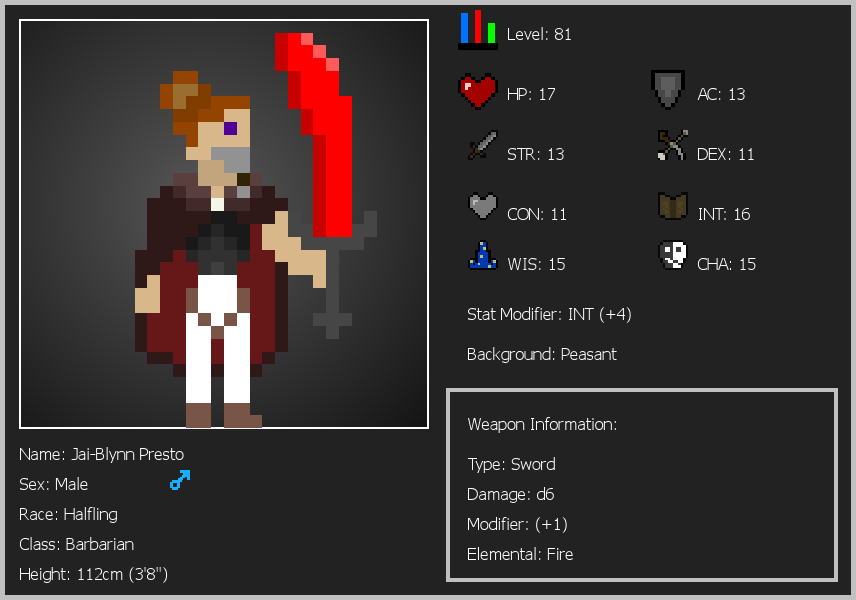 Level: 81
HP: 17
AC: 13
STR: 13
DEX: 11
CON: 11
INT: 16
WIS: 15
CHA: 15
Stat Modifier: INT (+4)
Background: Peasant
Name: Jai-Blynn Presto
Sex: Male
Race: Halfling
Class: Barbarian
Height: 112cm (3'8")
Weapon Information:
Type: Sword
Damage: d6
Modifier: (+1)
Elemental: Fire